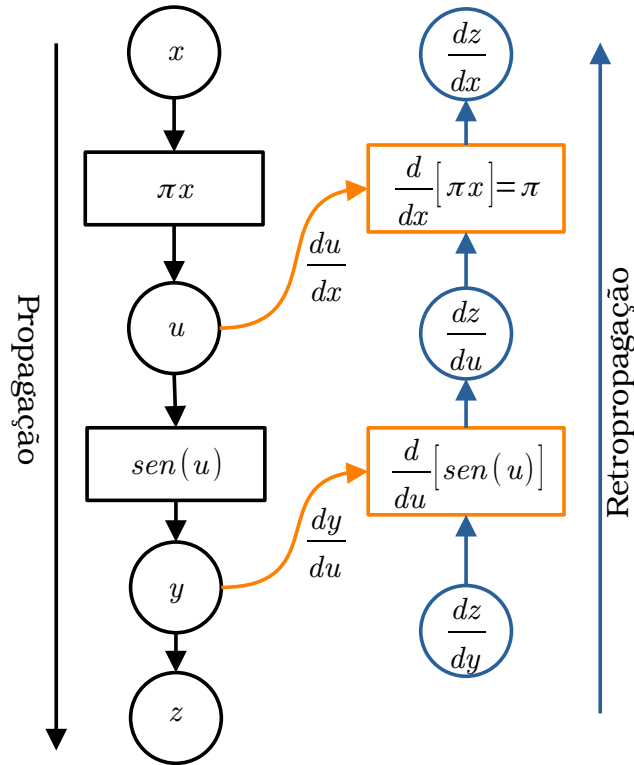 Propagação
x
πx
u
sen(u)
y
z
du/dx
dy/du
dz/dx
d/dx[πx]=π
dz/du
d/du[sen(u)]
dz/dy
Retropropagação